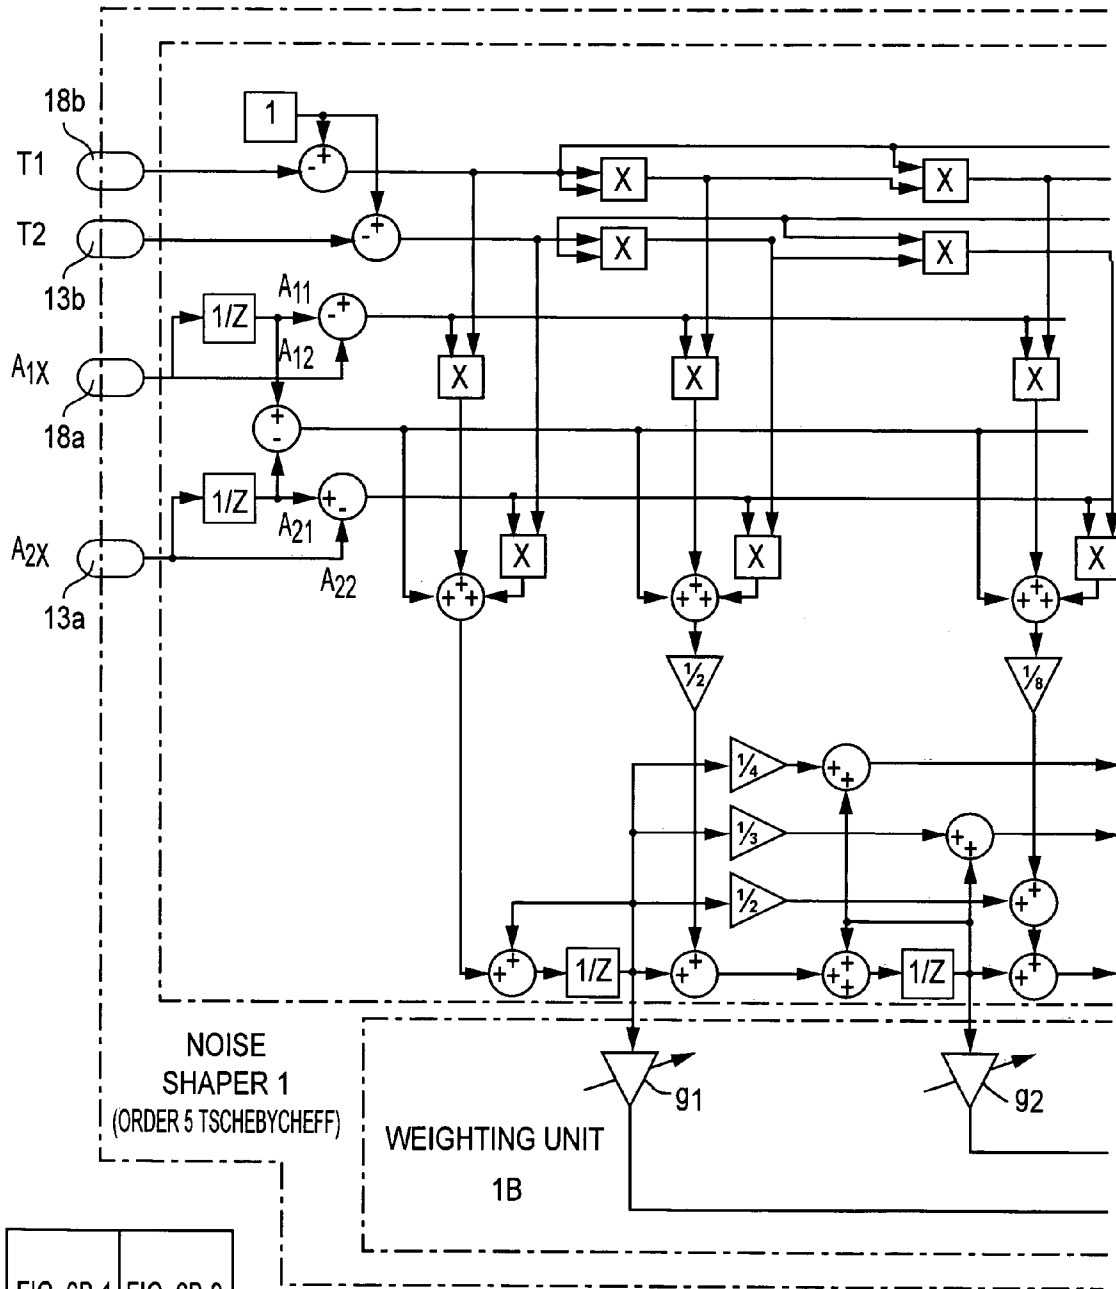 18b
1
T1
+
-
X
X
T2
+
-
X
X
13b
A11
1/Z
-
+
A12
A1X
X
X
X
18a
+
-
1/Z
+
-
A21
A2X
A22
X
X
X
13a
+
+
+
+
+
+
+
+
+
1/2
1/8
1/4
+
+
1/3
+
+
1/2
+
+
+
+
1/Z
+
+
+
+
+
1/Z
+
+
NOISE
SHAPER 1
(ORDER 5 TSCHEBYCHEFF)
g1
g2
WEIGHTING UNIT
1B